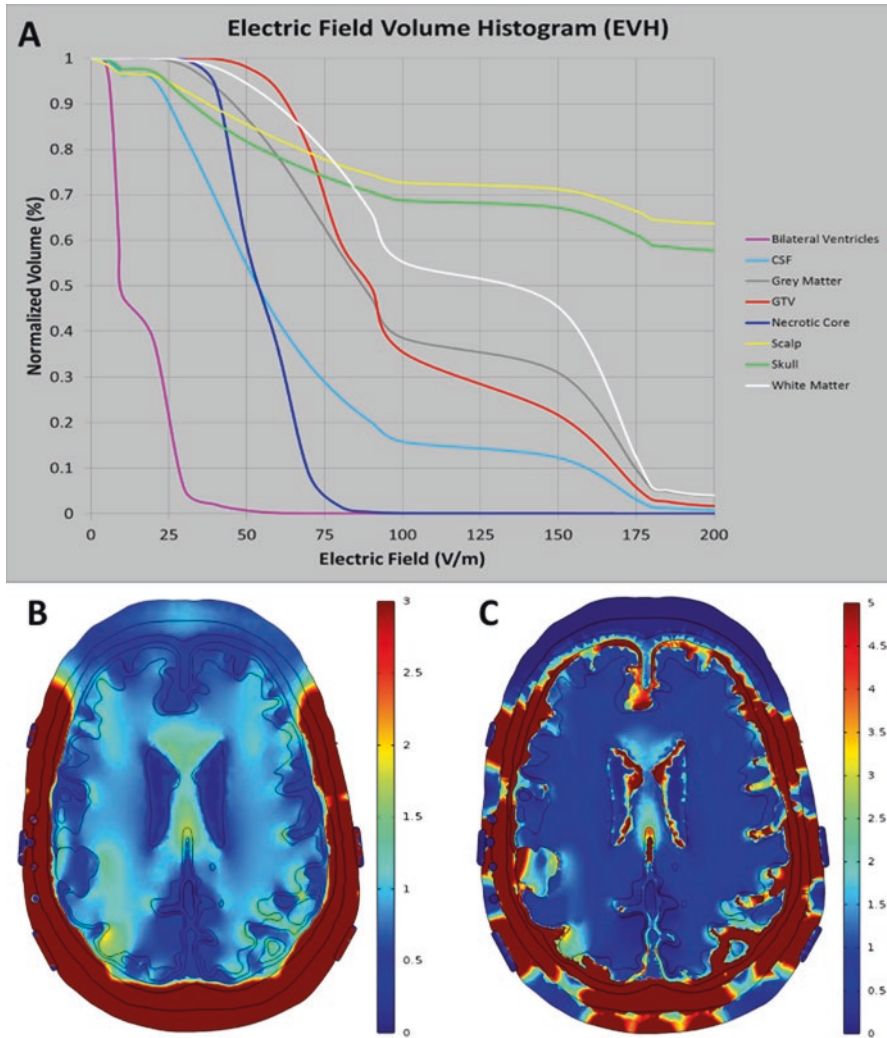 A
Electric Field Volume Histogram (EVH)
Normalized Volume (%)
1
0.9
0.8
0.7
0.6
0.5
0.4
0.3
0.2
0.1
0
0
25
50
75
100
125
150
175
200
Electric Field (V/m)
Bilateral Ventricles
CSF
Grey Matter
GTV
Necrotic Core
Scalp
Skull
White Matter
B
3
2.5
2
1.5
1
0.5
0
C
5
4.5
4
3.5
3
2.5
2
1.5
1
0.5
0